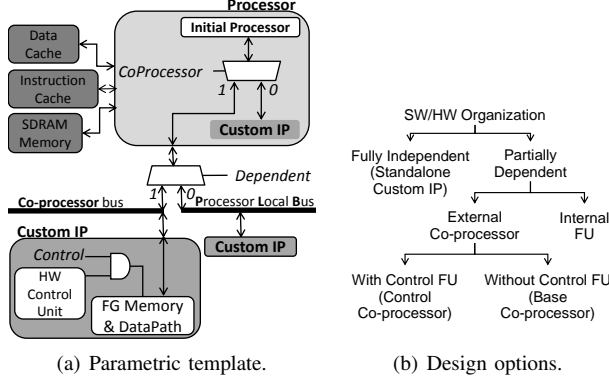 Processor
Data
Cache
Initial Processor
CoProcessor
Instruction
Cache
1
0
SDRAM
Memory
Custom IP
Dependent
1
0
Co-processor bus
Processor Local Bus
Custom IP
Control
Custom IP
HW
Control
Unit
FG Memory
& DataPath
(a) Parametric template.
SW/HW Organization
Fully Independent
(Standalone
Custom IP)
Partially
Dependent
External
Co-processor
Internal
FU
With Control FU
(Control
Co-processor)
Without Control FU
(Base
Co-processor)
(b) Design options.